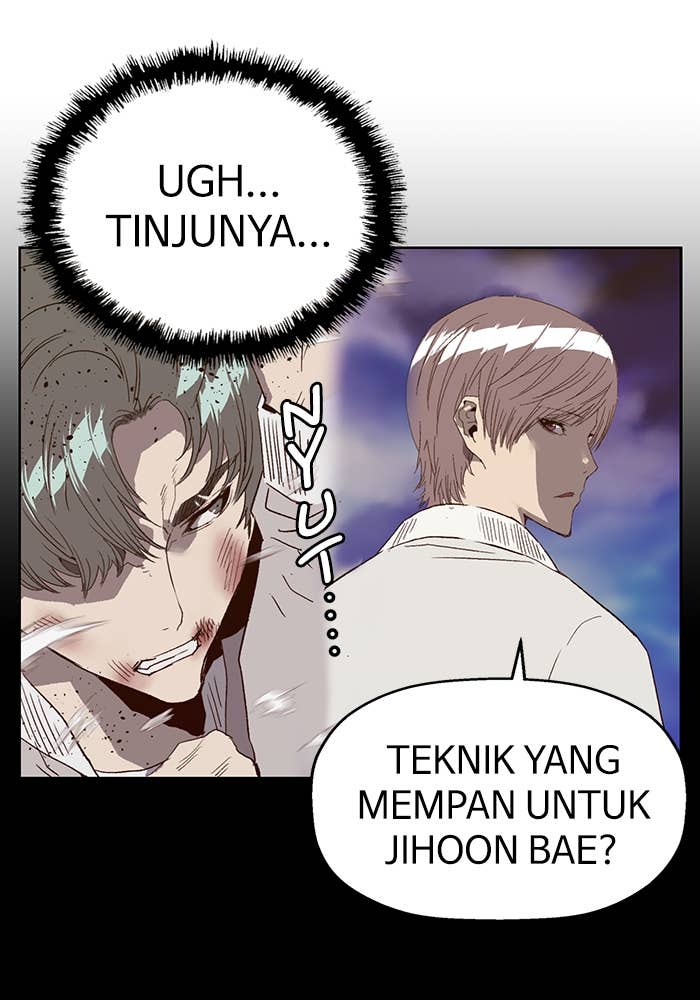 UGH...
TINJUNYA...
NYUT.....
TEKNIK YANG
MEMPAN UNTUK
JIHOON BAE?